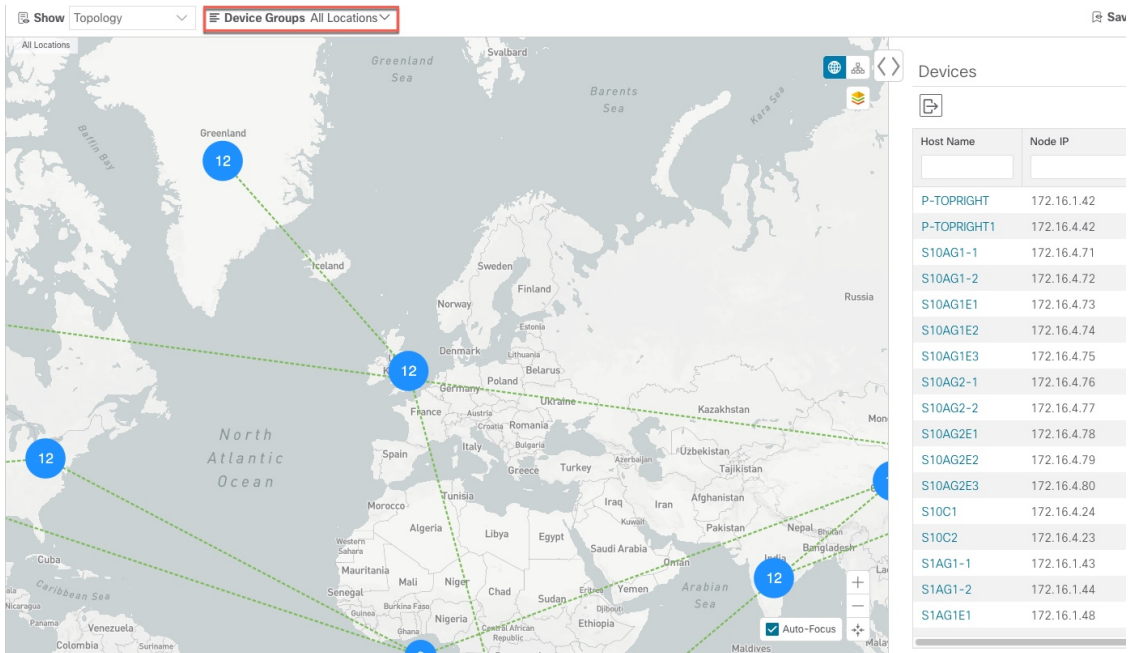 Show Topology Device Groups All Locations Sav
All Locations
Greenland
Sea
Svalbard
Barents
Sea
Kara Sea
Baffin Bay
Greenland
12
Iceland
Sweden
Finland
Norway
Russia
Estonia
Denmark
Lithuania
12
Belarus
Poland
Germany
Ukraine
France
Austria
Kazakhstan
Mon
Croatia
Romania
North
Atlantic
Ocean
12
Spain
Italy
Bulgaria
Uzbekistan
Greece
Turkey
Azerbaijan
Tajikistan
Tunisia
Morocco
Iraq
Iran
Afghanistan
Kuwait
Algeria
Libya
Egypt
Pakistan
Nepal
Bhutan
Western
Sahara
Saudi Arabia
Bangladesh
India
Cuba
Mauritania
Oman
12
Mali
Niger
Caribbean Sea
Senegal
Chad
Sudan
Eritrea
Yemen
Arabian
Sea
Nicaragua
Guinea
Burkina Faso
Djibouti
Panama
Venezuela
Nigeria
Ethiopia
Auto-Focus
Ghana
Central African
Republic
Colombia
Suriname
Maldives
Devices
Host Name Node IP
P-TOPRIGHT 172.16.1.42
P-TOPRIGHT1 172.16.4.42
S10AG1-1 172.16.4.71
S10AG1-2 172.16.4.72
S10AG1E1 172.16.4.73
S10AG1E2 172.16.4.74
S10AG1E3 172.16.4.75
S10AG2-1 172.16.4.76
S10AG2-2 172.16.4.77
S10AG2E1 172.16.4.78
S10AG2E2 172.16.4.79
S10AG2E3 172.16.4.80
S10C1 172.16.4.24
S10C2 172.16.4.23
S1AG1-1 172.16.1.43
S1AG1-2 172.16.1.44
S1AG1E1 172.16.1.48